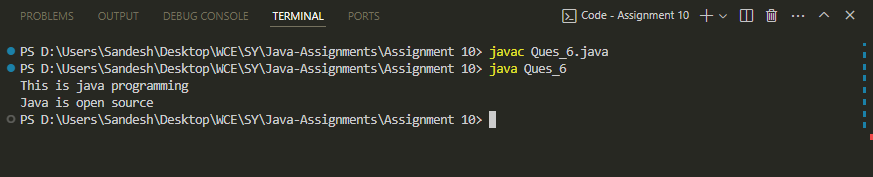 PROBLEMS OUTPUT DEBUG CONSOLE TERMINAL PORTS Code - Assignment 10
PS D:\Users\Sandesh\Desktop\WCE\SY\Java-Assignments\Assignment 10> javac Ques_6.java
PS D:\Users\Sandesh\Desktop\WCE\SY\Java-Assignments\Assignment 10> java Ques_6
This is java programming
Java is open source
PS D:\Users\Sandesh\Desktop\WCE\SY\Java-Assignments\Assignment 10>